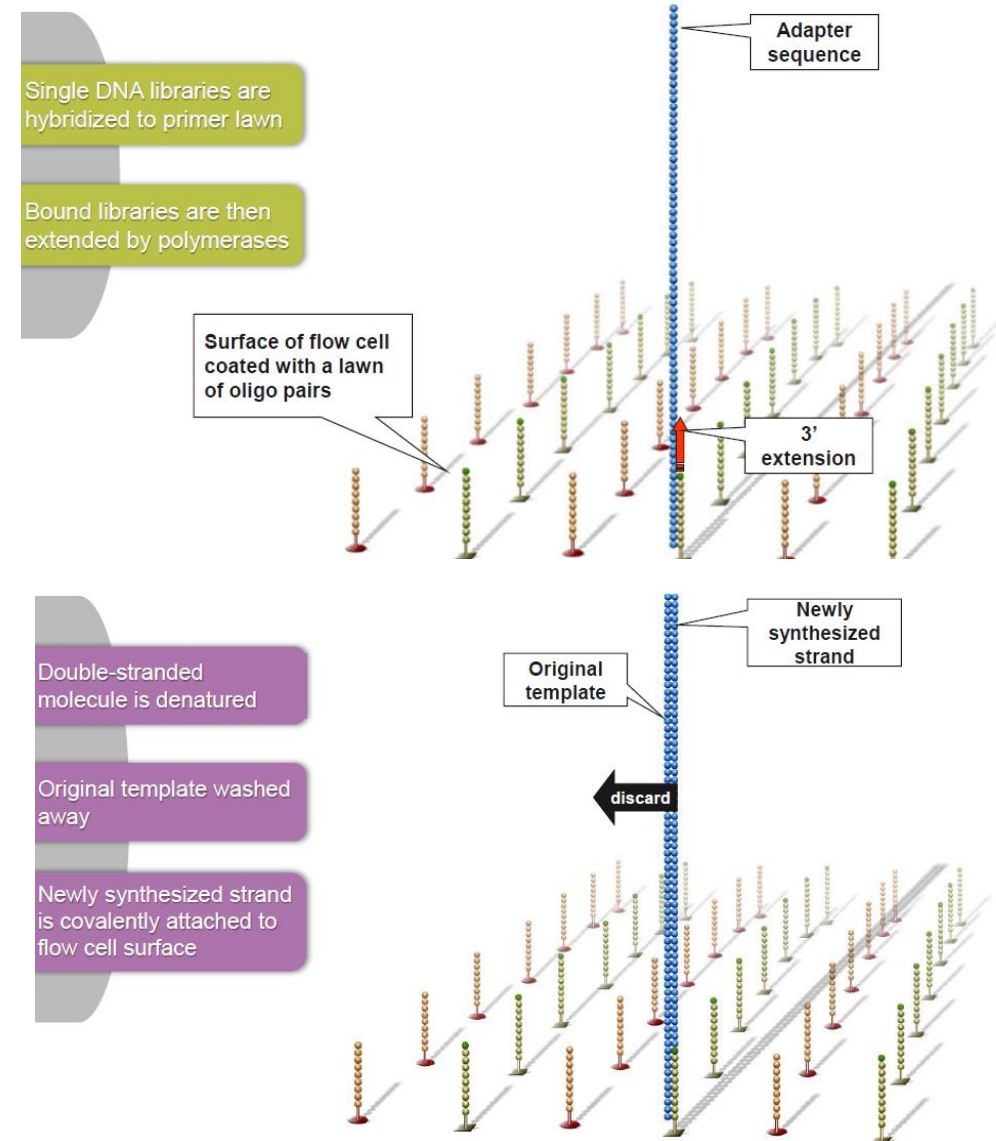 Adapter
sequence
Single DNA libraries are
hybridized to primer lawn
Bound libraries are then
extended by polymerases
Surface of flow cell
coated with a lawn
of oligo pairs
3’
extension
Newly
synthesized
strand
Double-stranded
molecule is denatured
Original
template
Original template washed
away
discard
Newly synthesized strand
is covalently attached to
flow cell surface